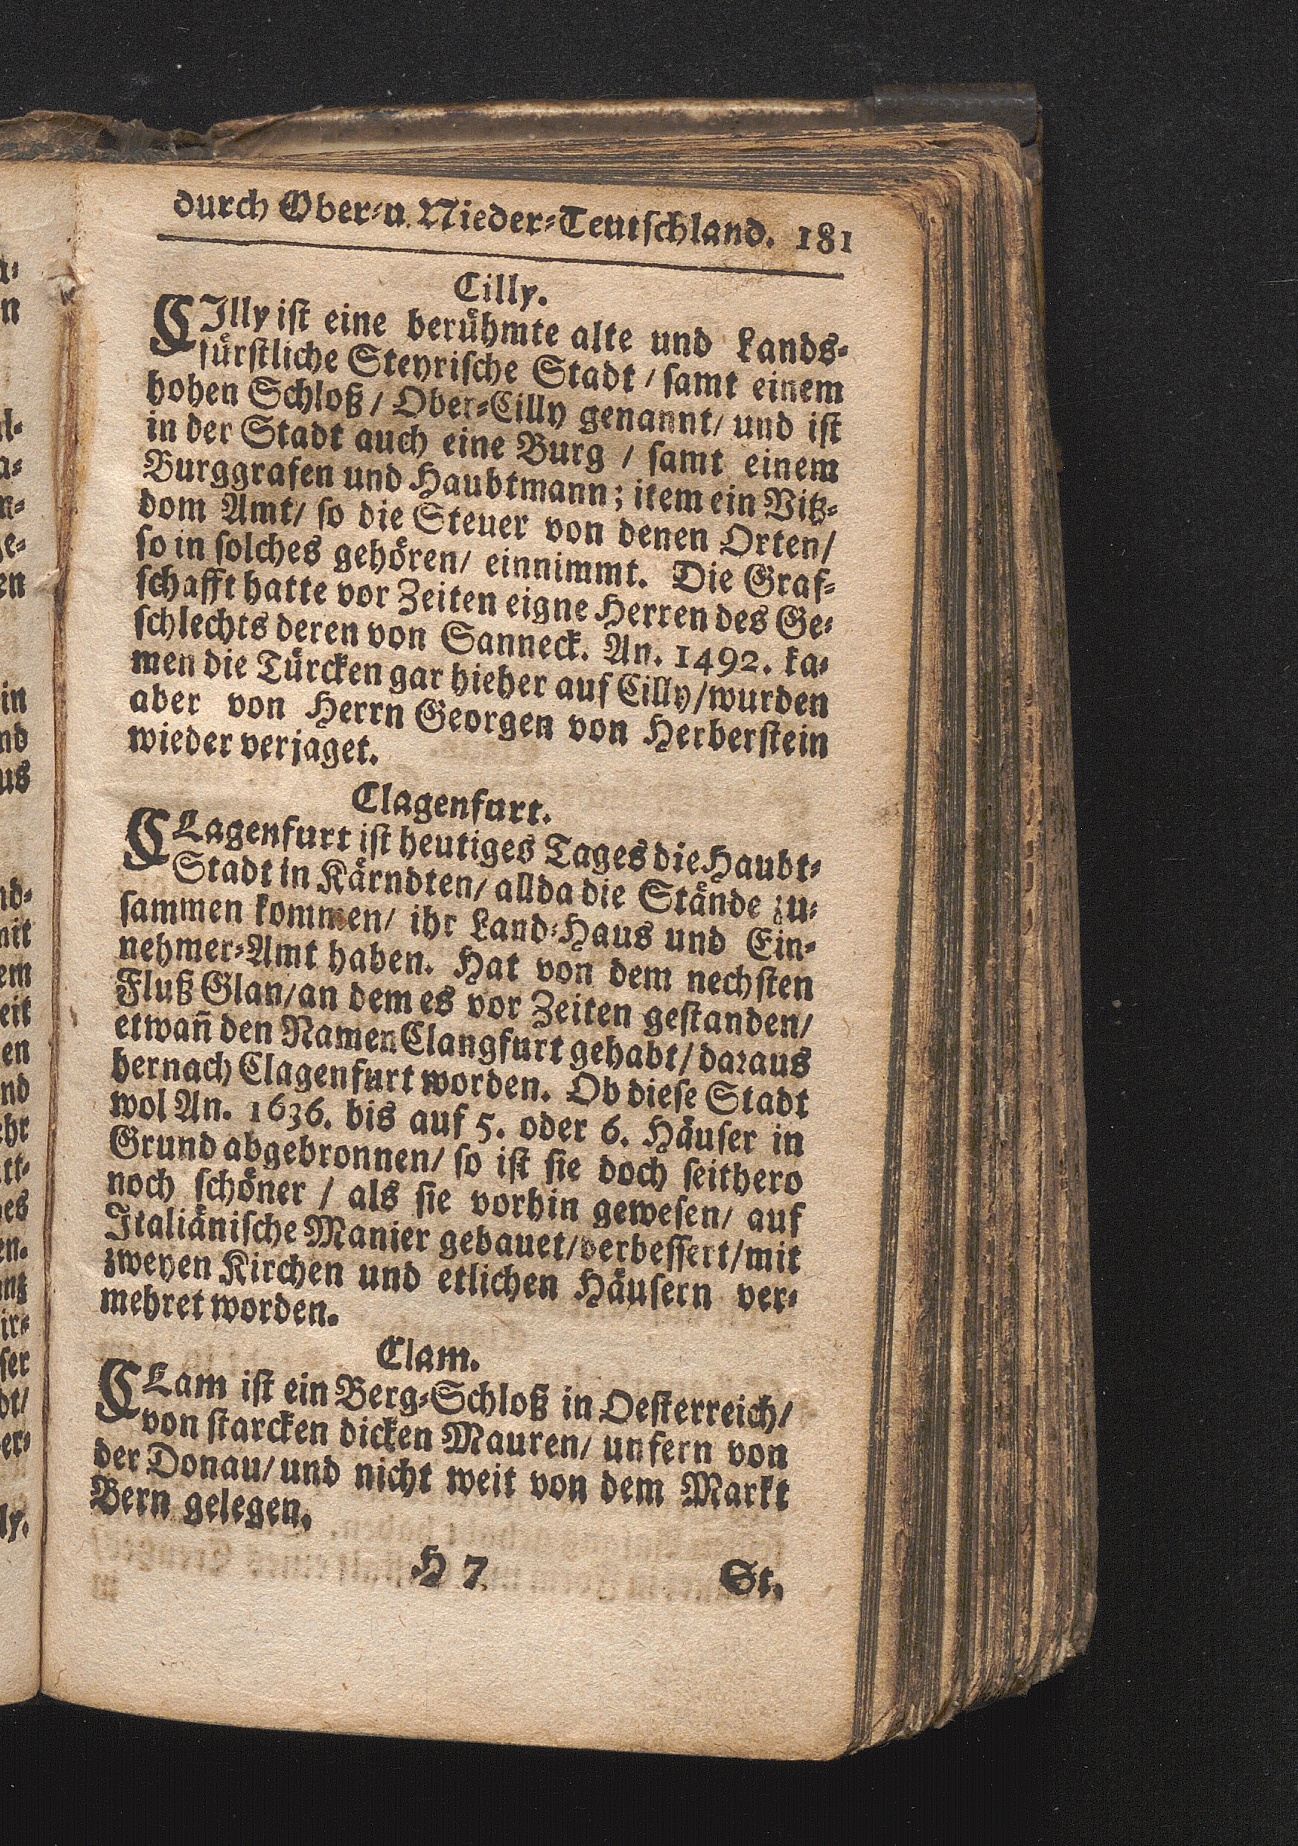 durch Ober-u. Nieder-Teutschland. 181
Cilly.
CIlly ist eine berühmte alte und Lands-
fürstliche Steyrische Stadt / samt einem
hohen Schloß / Ober-Cilly genannt / und ist
in der Stadt auch eine Burg / samt einem
Burggrafen und Haubtmann; item ein Vitz-
dom Amt / so die Steuer von denen Orten /
so in solches gehören / einnimmt. Die Graf-
schafft hatte vor Zeiten eigne Herren des Ge-
schlechts deren von Sanneck. An. 1492. ka-
men die Türcken gar hieher auf Cilly / wurden
aber von Herrn Georgen von Herberstein
wieder verjaget.
Clagenfurt.
CLagenfurt ist heutiges Tages die Haubt-
Stadt in Kärndten / allda die Stände zu-
sammen kommen / ihr Land-Haus und Ein-
nehmer-Amt haben. Hat von dem nechsten
Fluß Glan / an dem es vor Zeiten gestanden /
etwañ den Namen Clangfurt gehabt / daraus
hernach Clagenfurt worden. Ob diese Stadt
wol An. 1636. bis auf 5. oder 6. Häuser in
Grund abgebronnen / so ist sie doch seithero
noch schöner / als sie vorhin gewesen / auf
Italiänische Manier gebauet / verbessert / mit
zweyen Kirchen und etlichen Häusern ver-
mehret worden.
Clam.
CLam ist ein Berg-Schloß in Oesterreich /
von starcken dicken Mauren / unfern von
der Donau / und nicht weit von dem Markt
Bern gelegen.
H 7 St.